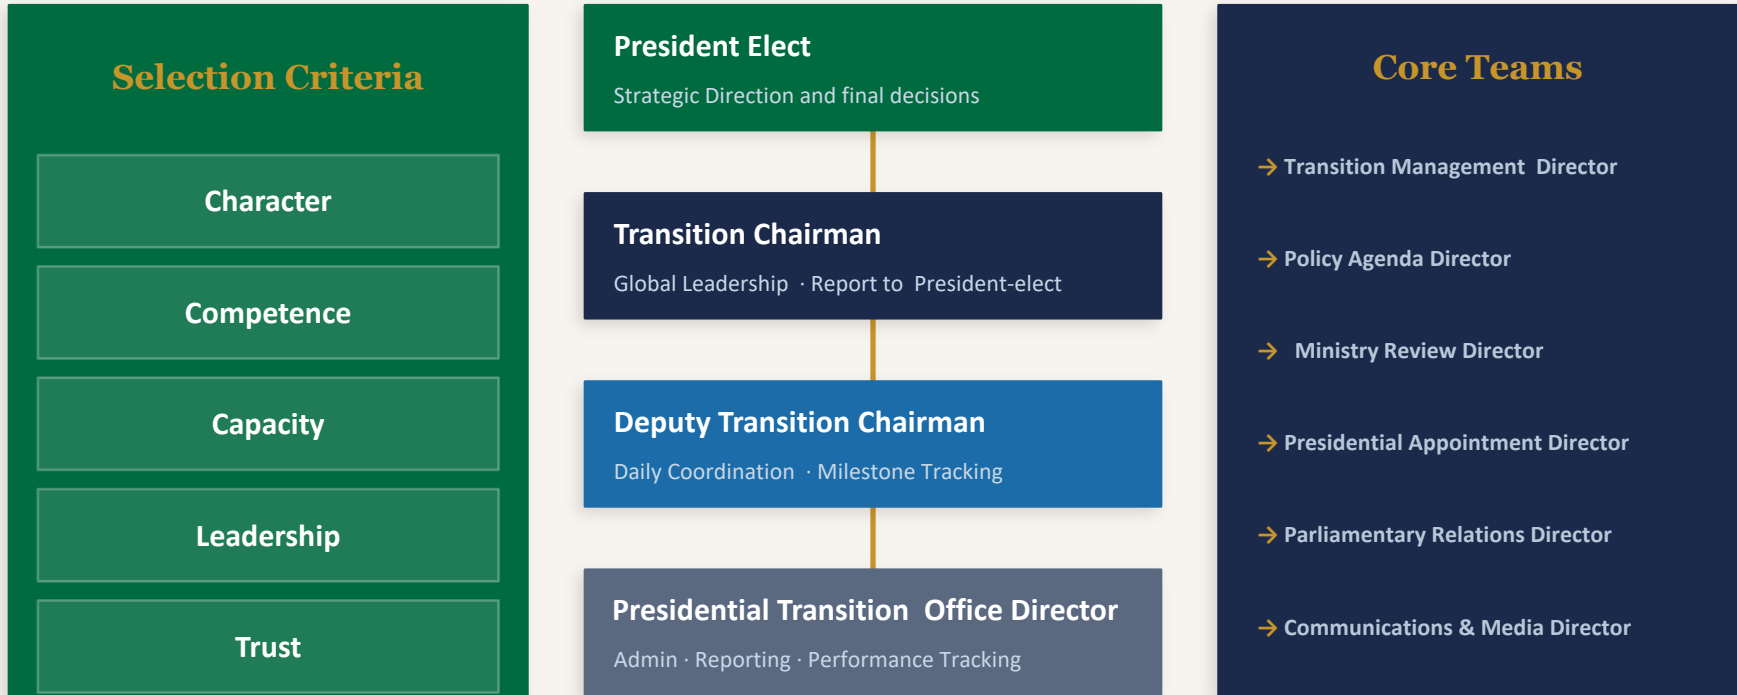 Selection Criteria
Character
Competence
Capacity
Leadership
Trust
President Elect
Strategic Direction and final decisions
Transition Chairman
Global Leadership · Report to President-elect
Deputy Transition Chairman
Daily Coordination · Milestone Tracking
Presidential Transition Office Director
Admin · Reporting · Performance Tracking
Core Teams
→ Transition Management Director
→ Policy Agenda Director
→ Ministry Review Director
→ Presidential Appointment Director
→ Parliamentary Relations Director
→ Communications & Media Director